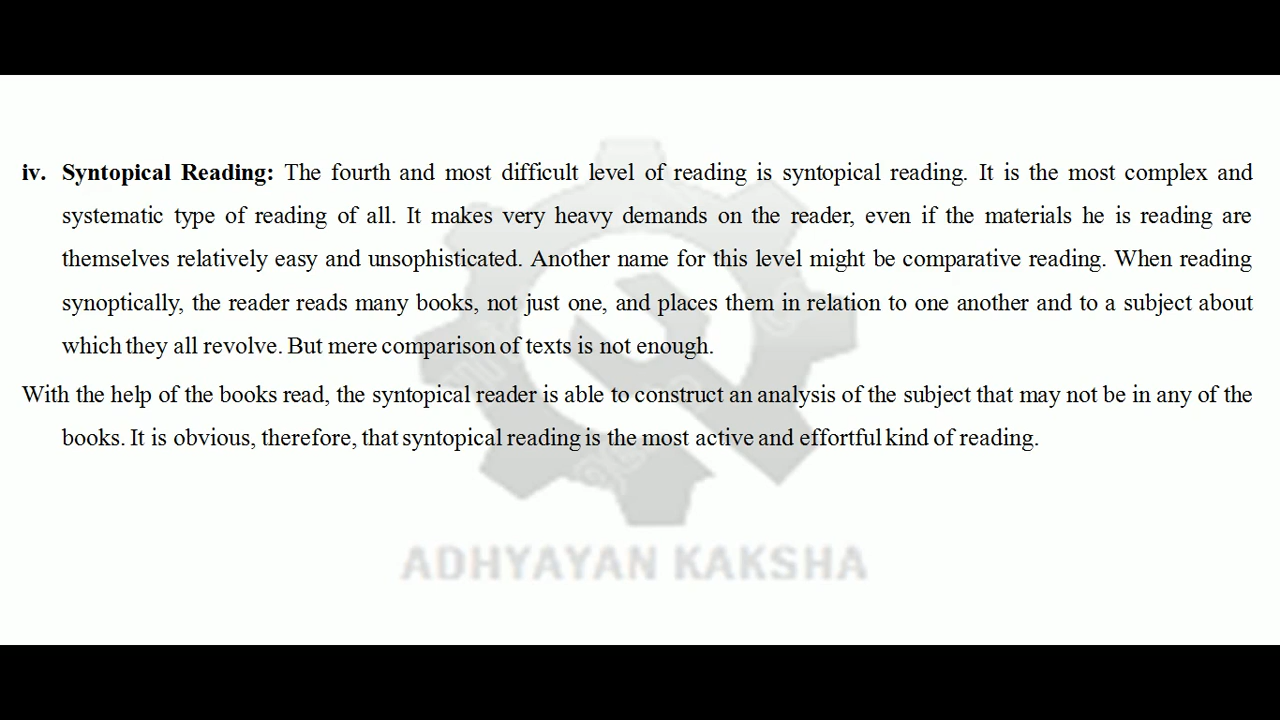 iv. Syntopical Reading: The fourth and most difficult level of reading is syntopical reading. It is the most complex and
systematic type of reading of all. It makes very heavy demands on the reader, even if the materials he is reading are
themselves relatively easy and unsophisticated. Another name for this level might be comparative reading. When reading
synoptically, the reader reads many books, not just one, and places them in relation to one another and to a subject about
which they all revolve. But mere comparison of texts is not enough.
With the help of the books read, the syntopical reader is able to construct an analysis of the subject that may not be in any of the
books. It is obvious, therefore, that syntopical reading is the most active and effortful kind of reading.
ADHYAYAN KAKSHA